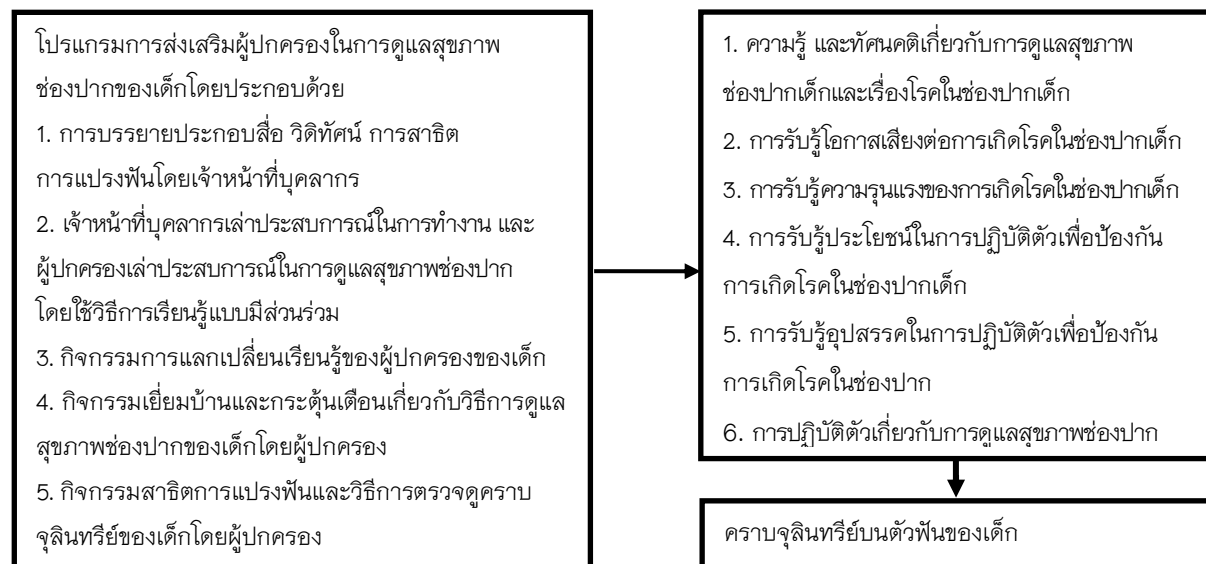 โปรแกรมการส่งเสริมผู้ปกครองในการดูแลสุขภาพ
ช่องปากของเด็กโดยประกอบด้วย
1. การบรรยายประกอบสื่อ วิดิทัศน์ การสาธิต
การแปรงฟันโดยเจ้าหน้าที่บุคลากร
2. เจ้าหน้าที่บุคลากรเล่าประสบการณ์ในการทำงาน และ
ผู้ปกครองเล่าประสบการณ์ในการดูแลสุขภาพช่องปาก
โดยใช้วิธีการเรียนรู้แบบมีส่วนร่วม
3. กิจกรรมการแลกเปลี่ยนเรียนรู้ของผู้ปกครองของเด็ก
4. กิจกรรมเยี่ยมบ้านและกระตุ้นเตือนเกี่ยวกับวิธีการดูแล
สุขภาพช่องปากของเด็กโดยผู้ปกครอง
5. กิจกรรมสาธิตการแปรงฟันและวิธีการตรวจดูคราบ
จุลินทรีย์ของเด็กโดยผู้ปกครอง
1. ความรู้ และทัศนคติเกี่ยวกับการดูแลสุขภาพ
ช่องปากเด็กและเรื่องโรคในช่องปากเด็ก
2. การรับรู้โอกาสเสี่ยงต่อการเกิดโรคในช่องปากเด็ก
3. การรับรู้ความรุนแรงของการเกิดโรคในช่องปากเด็ก
4. การรับรู้ประโยชน์ในการปฏิบัติตัวเพื่อป้องกัน
การเกิดโรคในช่องปากเด็ก
5. การรับรู้อุปสรรคในการปฏิบัติตัวเพื่อป้องกัน
การเกิดโรคในช่องปาก
6. การปฏิบัติตัวเกี่ยวกับการดูแลสุขภาพช่องปาก
คราบจุลินทรีย์บนตัวฟันของเด็ก